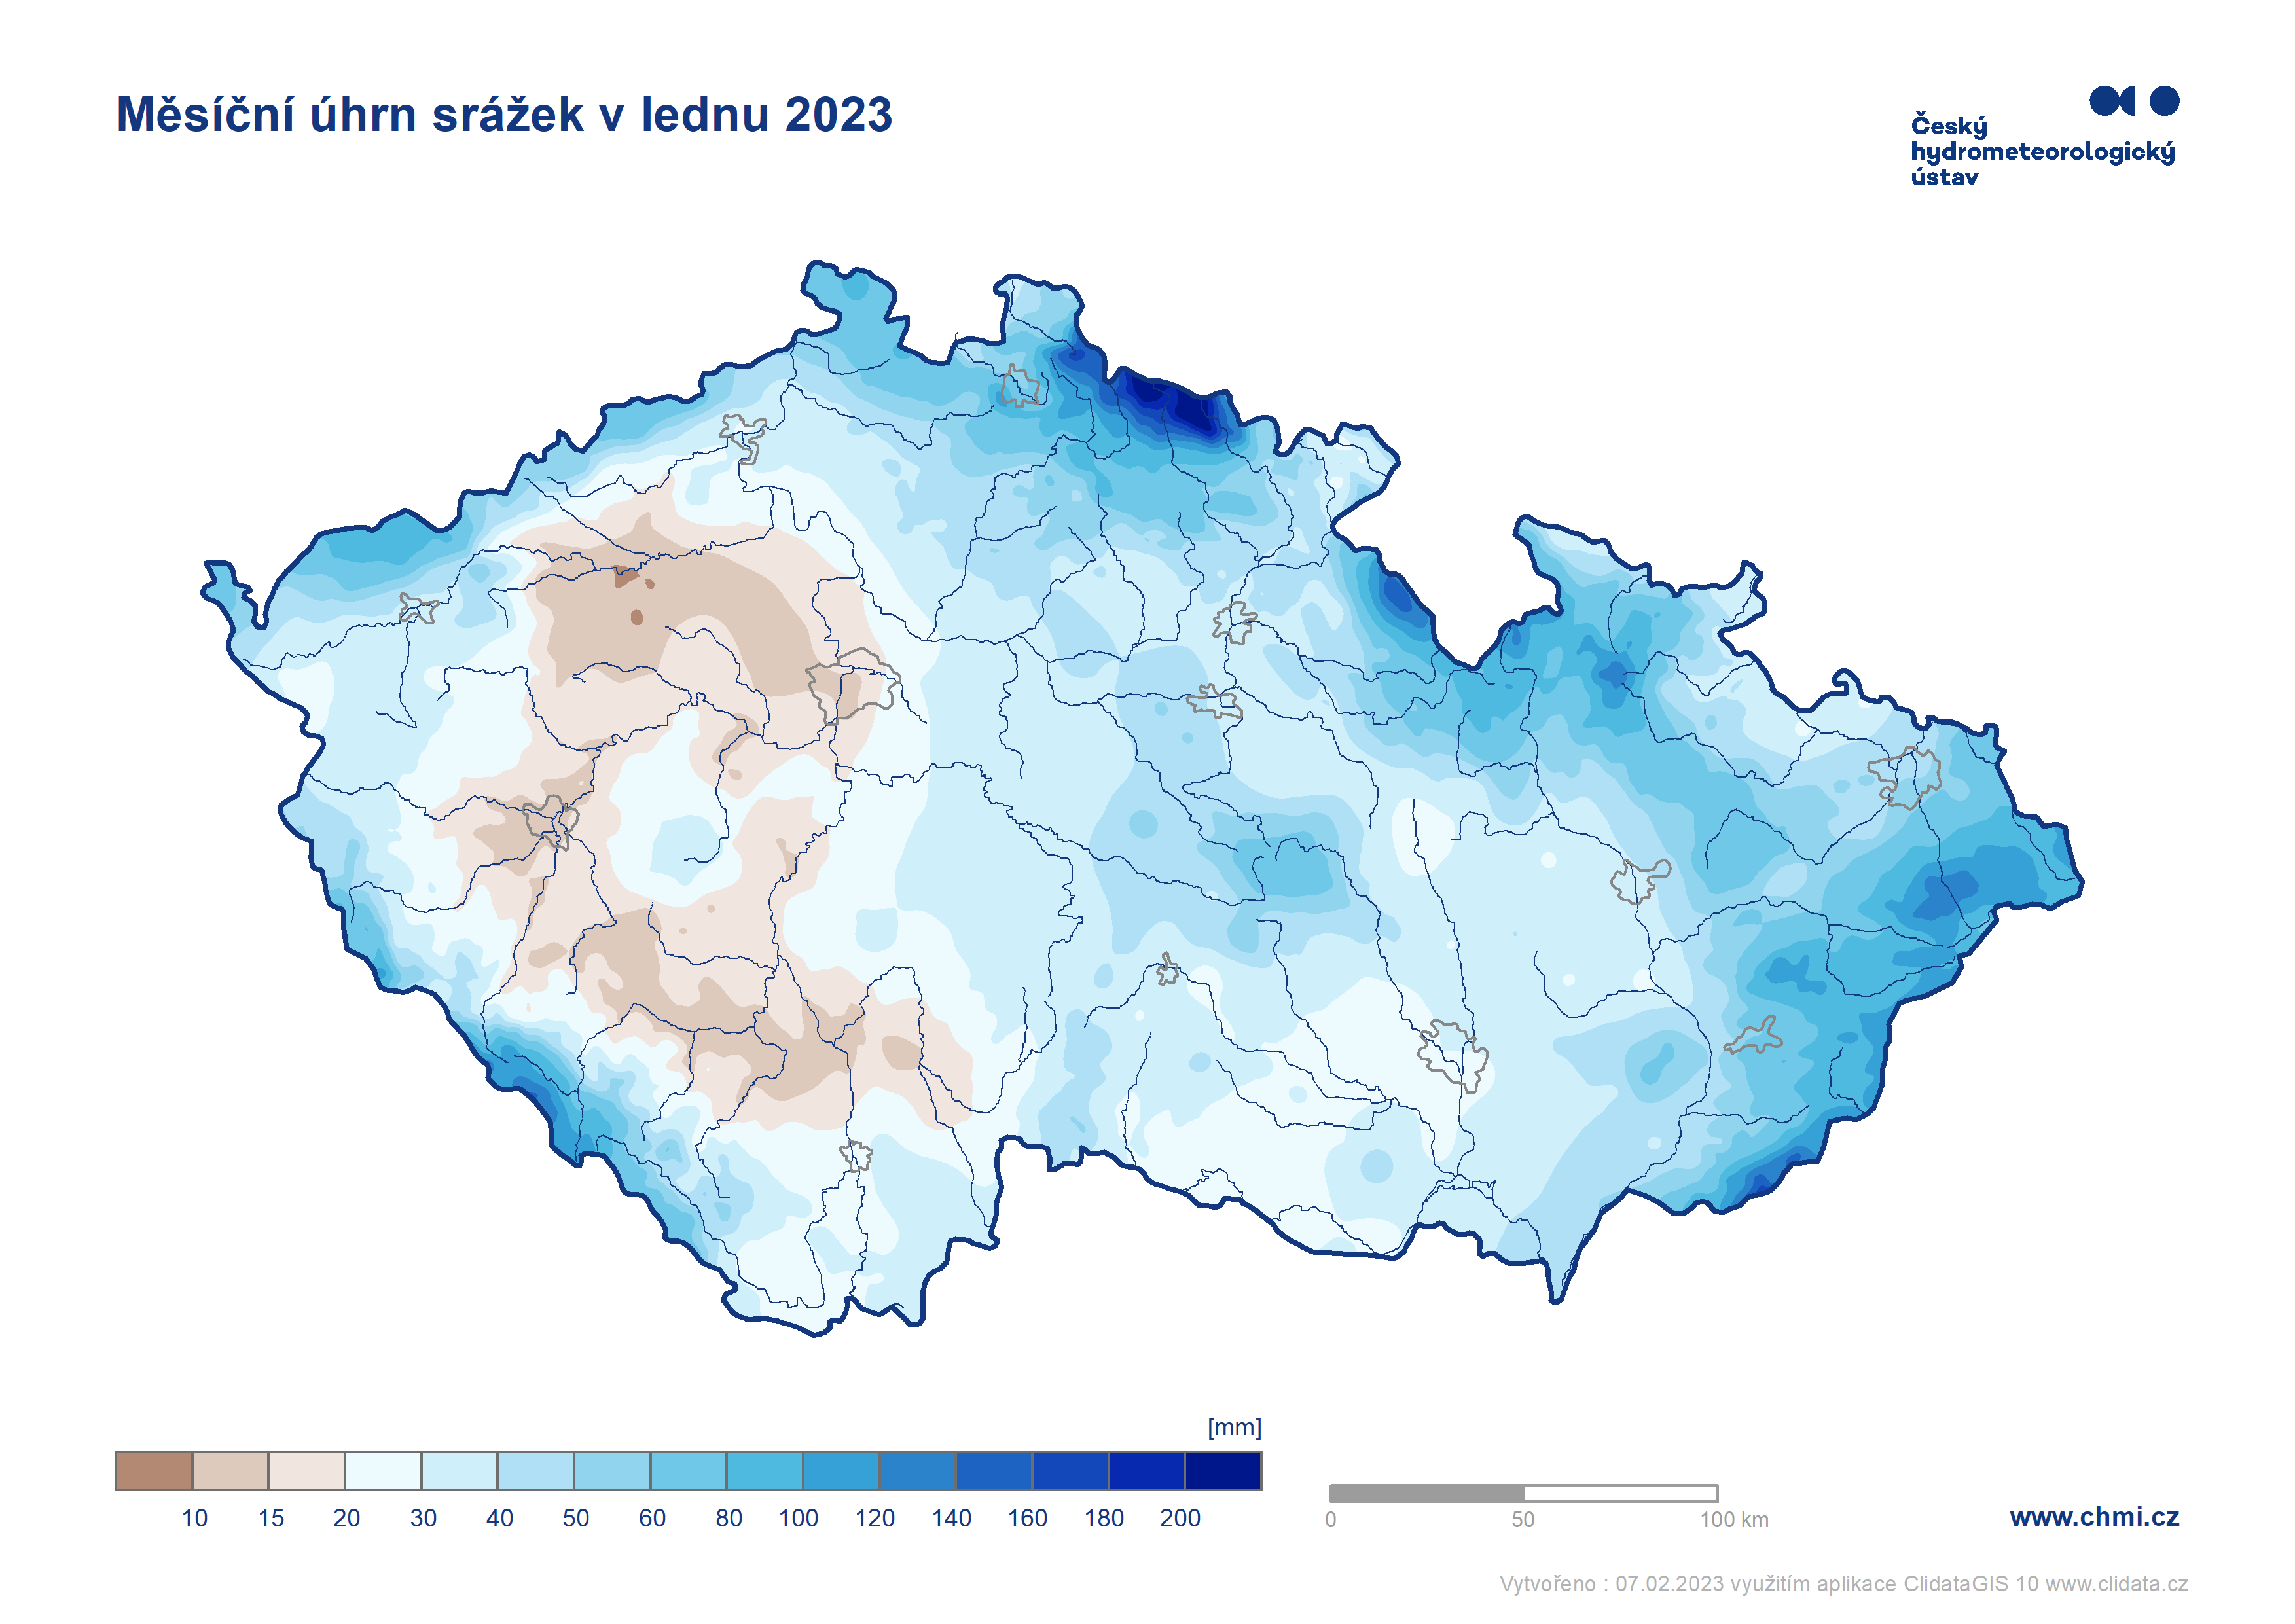 Měsíční úhrn srážek v lednu 2023
Český
hydrometeorologický
ústav
[mm]
10 15 20 30 40 50 60 80 100 120 140 160 180 200
0 50 100 km
www.chmi.cz
Vytvořeno : 07.02.2023 využitím aplikace ClidataGIS 10 www.clidata.cz